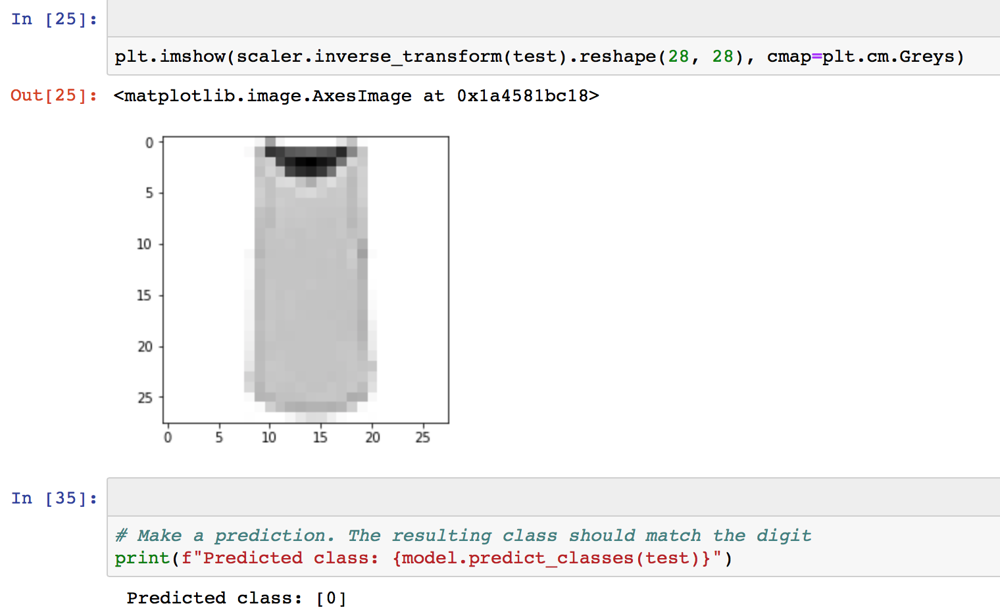 In [25]:
plt.imshow(scaler.inverse_transform(test).reshape(28, 28), cmap=plt.cm.Greys)
Out[25]: <matplotlib.image.AxesImage at 0x1a4581bc18>
0
5
10
15
20
25
0 5 10 15 20 25
In [35]:
# Make a prediction. The resulting class should match the digit
print(f"Predicted class: {model.predict_classes(test)}")
Predicted class: [0]